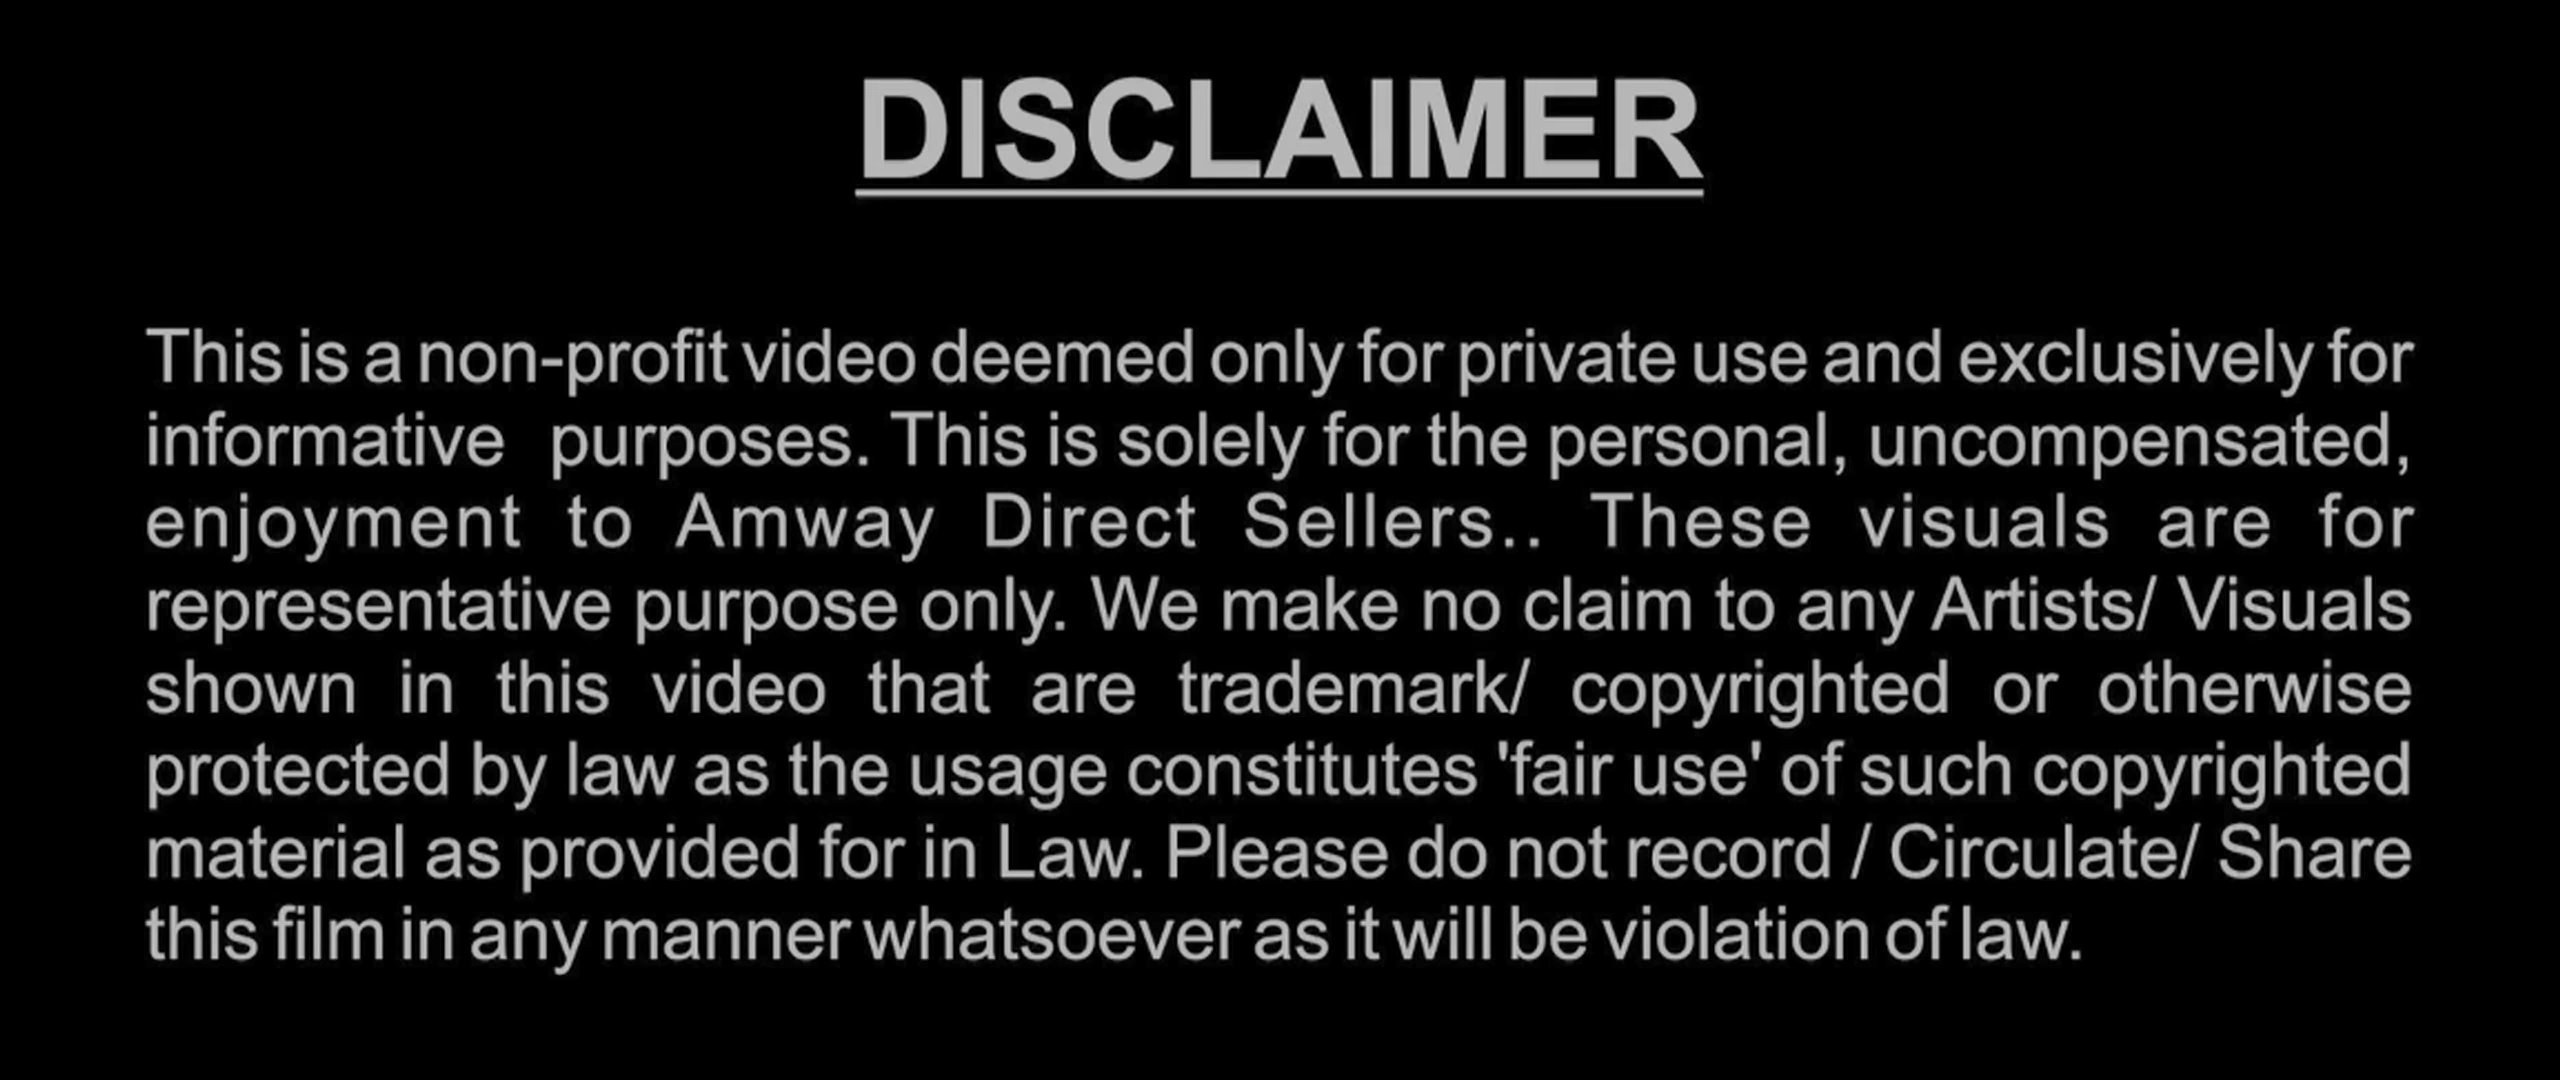 DISCLAIMER
This is a non-profit video deemed only for private use and exclusively for
informative purposes. This is solely for the personal, uncompensated,
enjoyment to Amway Direct Sellers.. These visuals are for
representative purpose only. We make no claim to any Artists/ Visuals
shown in this video that are trademark/ copyrighted or otherwise
protected by law as the usage constitutes 'fair use' of such copyrighted
material as provided for in Law. Please do not record / Circulate/ Share
this film in any manner whatsoever as it will be violation of law.